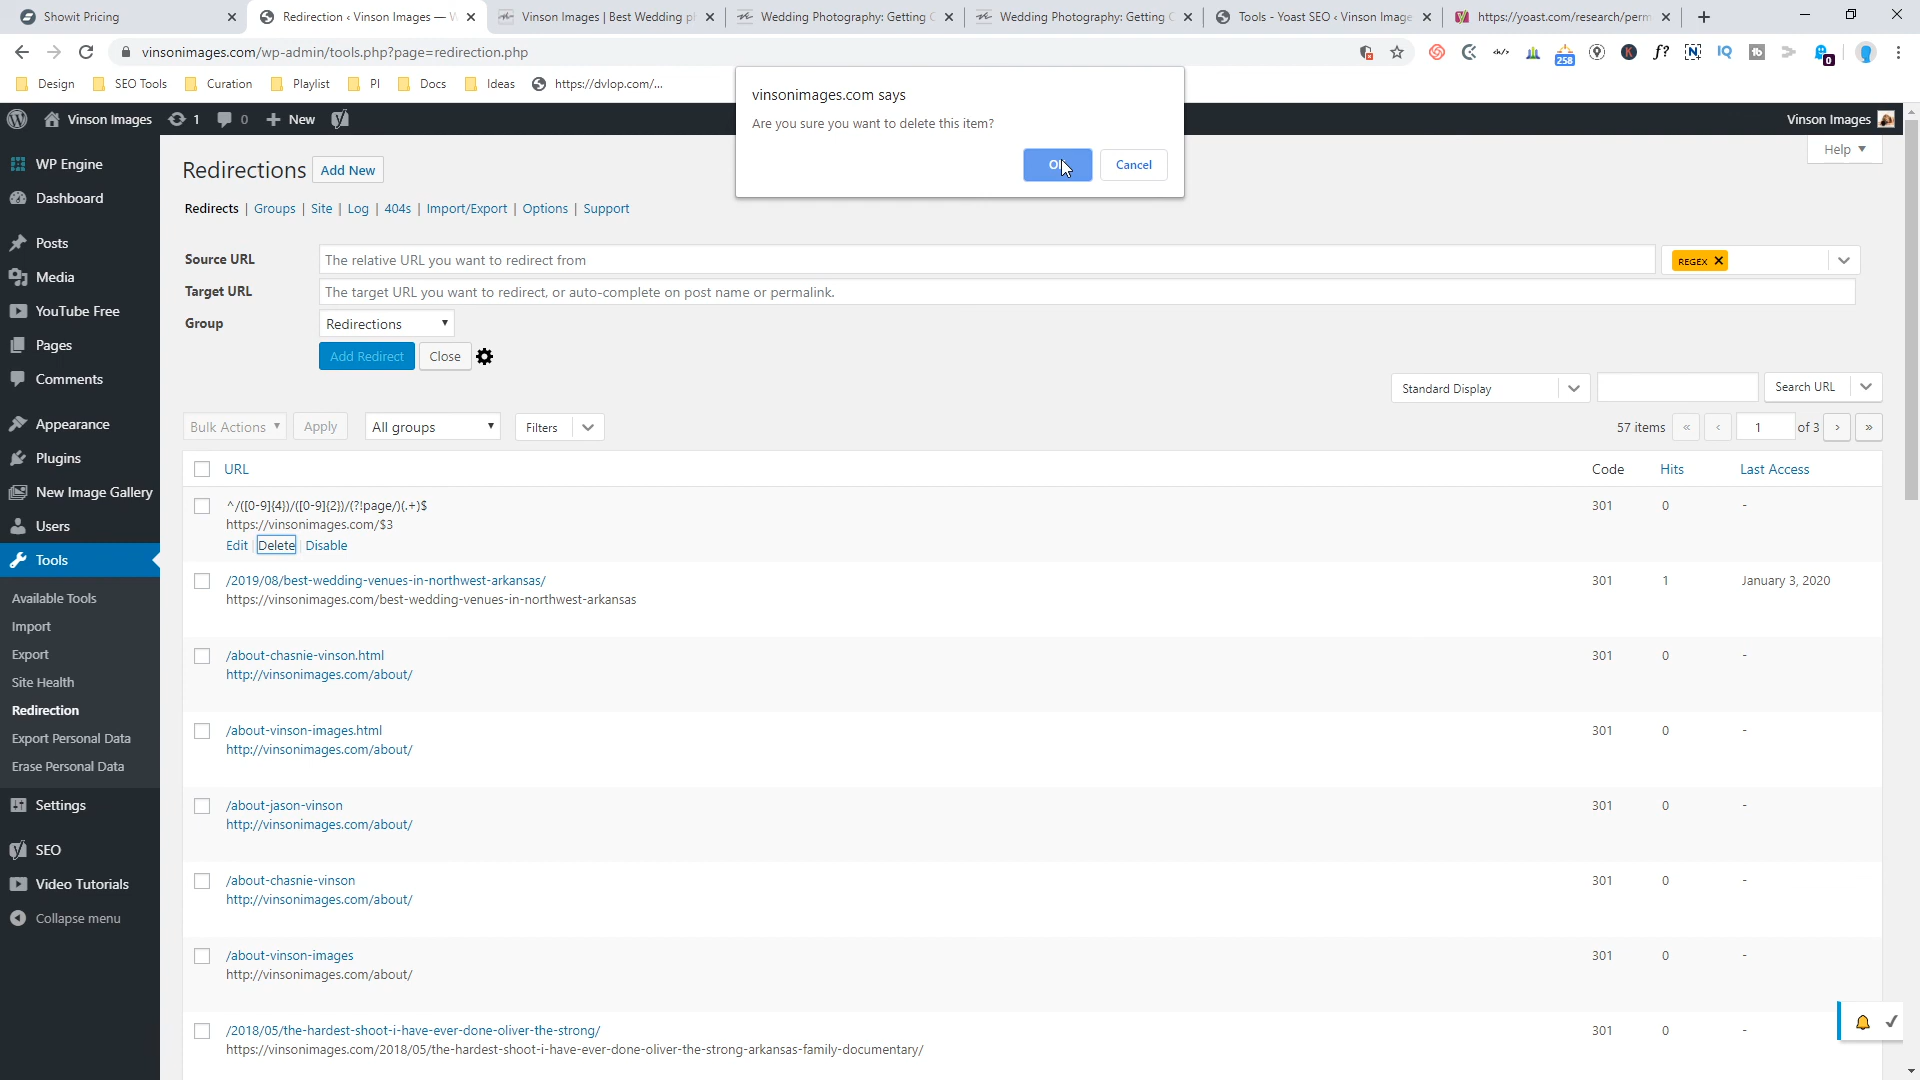 Showit Pricing
Redirection ‹ Vinson Images — W
Vinson Images | Best Wedding p
Wedding Photography: Getting
Wedding Photography: Getting
Tools - Yoast SEO ‹ Vinson Image
https://yoast.com/research/perm
vinsonimages.com/wp-admin/tools.php?page=redirection.php
258
0
Design
SEO Tools
Curation
Playlist
PI
Docs
Ideas
https://dvlop.com/...
vinsonimages.com says
Are you sure you want to delete this item?
Cancel
Vinson Images
1
0
New
Vinson Images
Help
WP Engine
Dashboard
Posts
Media
YouTube Free
Pages
Comments
Appearance
Plugins
New Image Gallery
Users
Tools
Available Tools
Import
Export
Site Health
Redirection
Export Personal Data
Erase Personal Data
Settings
SEO
Video Tutorials
Collapse menu
Redirections Add New
Redirects | Groups | Site | Log | 404s | Import/Export | Options | Support
Source URL The relative URL you want to redirect from REGEX
Target URL The target URL you want to redirect, or auto-complete on post name or permalink.
Group Redirections
Add Redirect Close
Standard Display Search URL
Bulk Actions Apply All groups Filters 57 items « ‹ 1 of 3 › »
URL Code Hits Last Access
^/([0-9]{4})/([0-9]{2})/(?!page/)(.+)$ 301 0 -
https://vinsonimages.com/$3
Edit | Delete | Disable
/2019/08/best-wedding-venues-in-northwest-arkansas/ 301 1 January 3, 2020
https://vinsonimages.com/best-wedding-venues-in-northwest-arkansas
/about-chasnie-vinson.html 301 0 -
http://vinsonimages.com/about/
/about-vinson-images.html 301 0 -
http://vinsonimages.com/about/
/about-jason-vinson 301 0 -
http://vinsonimages.com/about/
/about-chasnie-vinson 301 0 -
http://vinsonimages.com/about/
/about-vinson-images 301 0 -
http://vinsonimages.com/about/
/2018/05/the-hardest-shoot-i-have-ever-done-oliver-the-strong/ 301 0 -
https://vinsonimages.com/2018/05/the-hardest-shoot-i-have-ever-done-oliver-the-strong-arkansas-family-documentary/